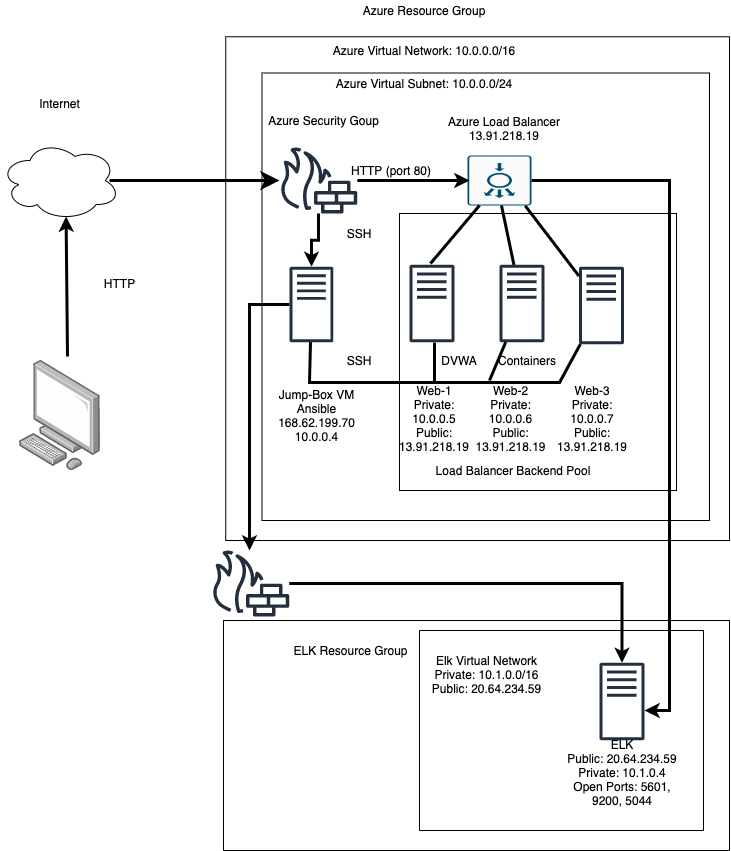 Azure Resource Group
Azure Virtual Network: 10.0.0.0/16
Azure Virtual Subnet: 10.0.0.0/24
Internet
Azure Security Goup
Azure Load Balancer
13.91.218.19
HTTP (port 80)
SSH
HTTP
SSH
DVWA
Containers
Jump-Box VM
Ansible
168.62.199.70
10.0.0.4
Web-1
Private:
10.0.0.5
Public:
13.91.218.19
Web-2
Private:
10.0.0.6
Public:
13.91.218.19
Web-3
Private:
10.0.0.7
Public:
13.91.218.19
Load Balancer Backend Pool
ELK Resource Group
Elk Virtual Network
Private: 10.1.0.0/16
Public: 20.64.234.59
ELK
Public: 20.64.234.59
Private: 10.1.0.4
Open Ports: 5601,
9200, 5044